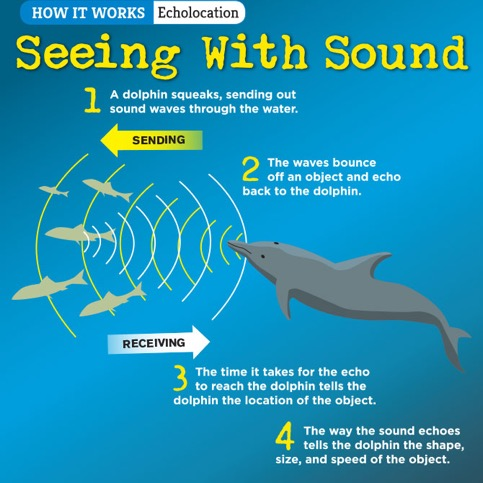 HOW IT WORKS Echolocation
Seeing With Sound
1 A dolphin squeaks, sending out
sound waves through the water.
SENDING
2 The waves bounce
off an object and echo
back to the dolphin.
RECEIVING
3 The time it takes for the echo
to reach the dolphin tells the
dolphin the location of the object.
4 The way the sound echoes
tells the dolphin the shape,
size, and speed of the object.